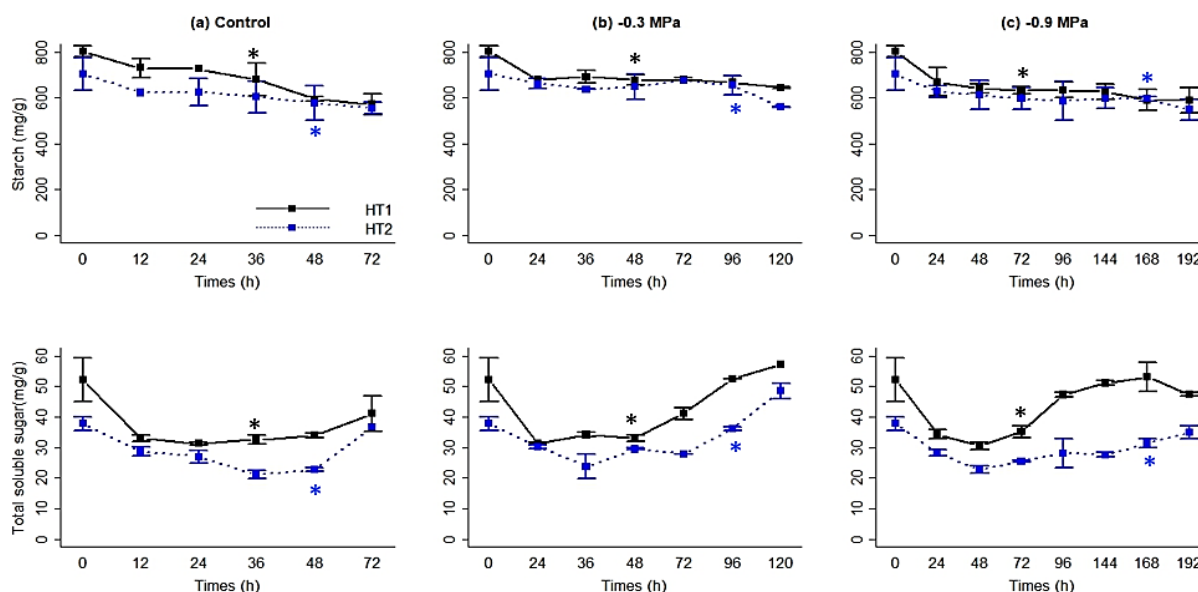 (a) Control
(b) -0.3 MPa
(c) -0.9 MPa
Starch (mg/g)
800
600
400
200
0
HT1
HT2
*
*
0 12 24 36 48 72
Times (h)
800
600
400
200
0
*
*
0 24 36 48 72 96 120
Times (h)
800
600
400
200
0
*
*
0 24 48 72 96 144 168 192
Times (h)
Total soluble sugar(mg/g)
60
50
40
30
20
10
0
*
*
0 12 24 36 48 72
Times (h)
60
50
40
30
20
10
0
*
*
0 24 36 48 72 96 120
Times (h)
60
50
40
30
20
10
0
*
*
0 24 48 72 96 144 168 192
Times (h)